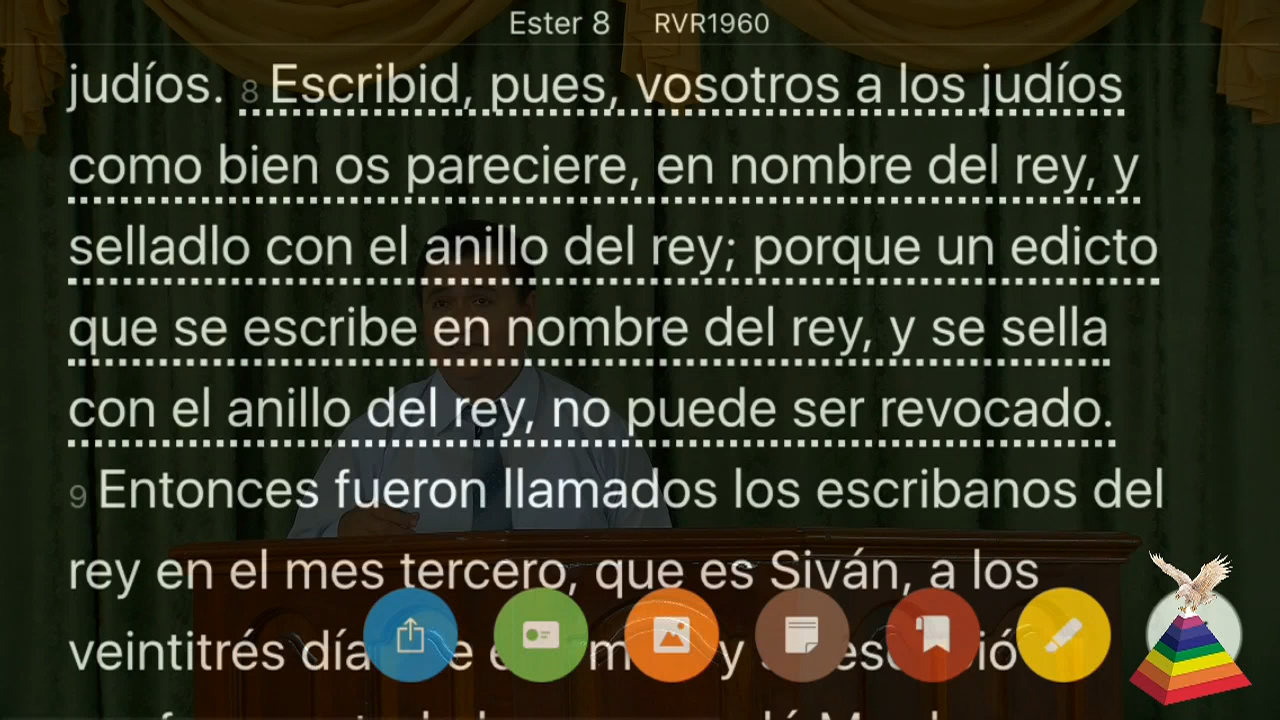 Ester 8 RVR1960
judíos. 8 Escribid, pues, vosotros a los judíos
como bien os pareciere, en nombre del rey, y
selladlo con el anillo del rey; porque un edicto
que se escribe en nombre del rey, y se sella
con el anillo del rey, no puede ser revocado.
9 Entonces fueron llamados los escribanos del
rey en el mes tercero, que es Siván, a los
veintitrés y